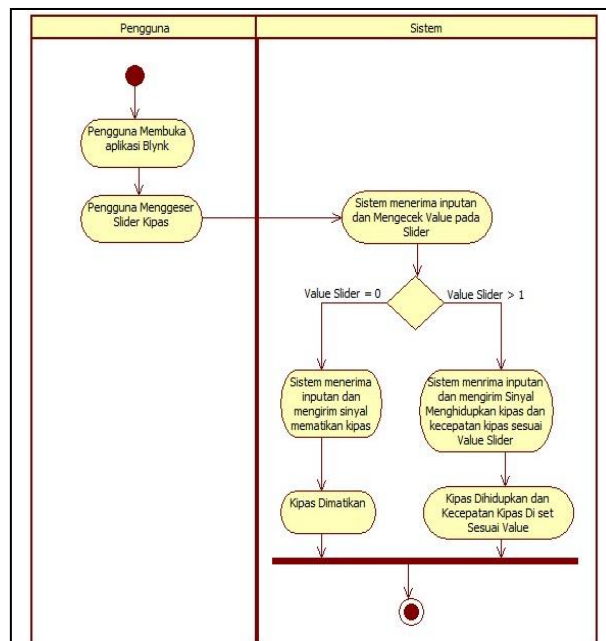 Pengguna
Sistem
Pengguna Membuka
aplikasi Blynk
Pengguna Menggeser
Slider Kipas
Sistem menerima inputan
dan Mengecek Value pada
Slider
Value Slider = 0
Value Slider > 1
Sistem menerima
inputan dan
mengirim sinyal
mematikan kipas
Sistem menrima inputan
dan mengirim Sinyal
Menghidupkan kipas dan
kecepatan kipas sesuai
Value Slider
Kipas Dimatikan
Kipas Dihidupkan dan
Kecepatan Kipas Di set
Sesuai Value